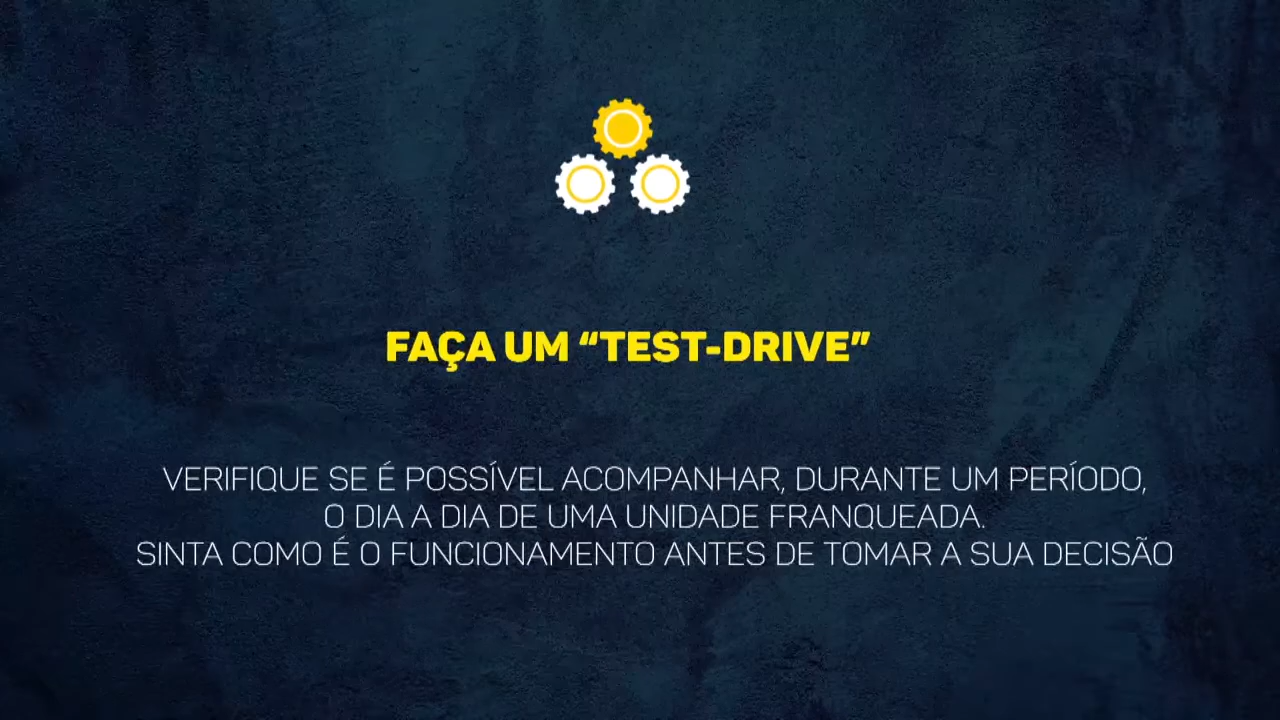 FAÇA UM “TEST-DRIVE”
VERIFIQUE SE É POSSÍVEL ACOMPANHAR, DURANTE UM PERÍODO,
O DIA A DIA DE UMA UNIDADE FRANQUEADA.
SINTA COMO É O FUNCIONAMENTO ANTES DE TOMAR A SUA DECISÃO